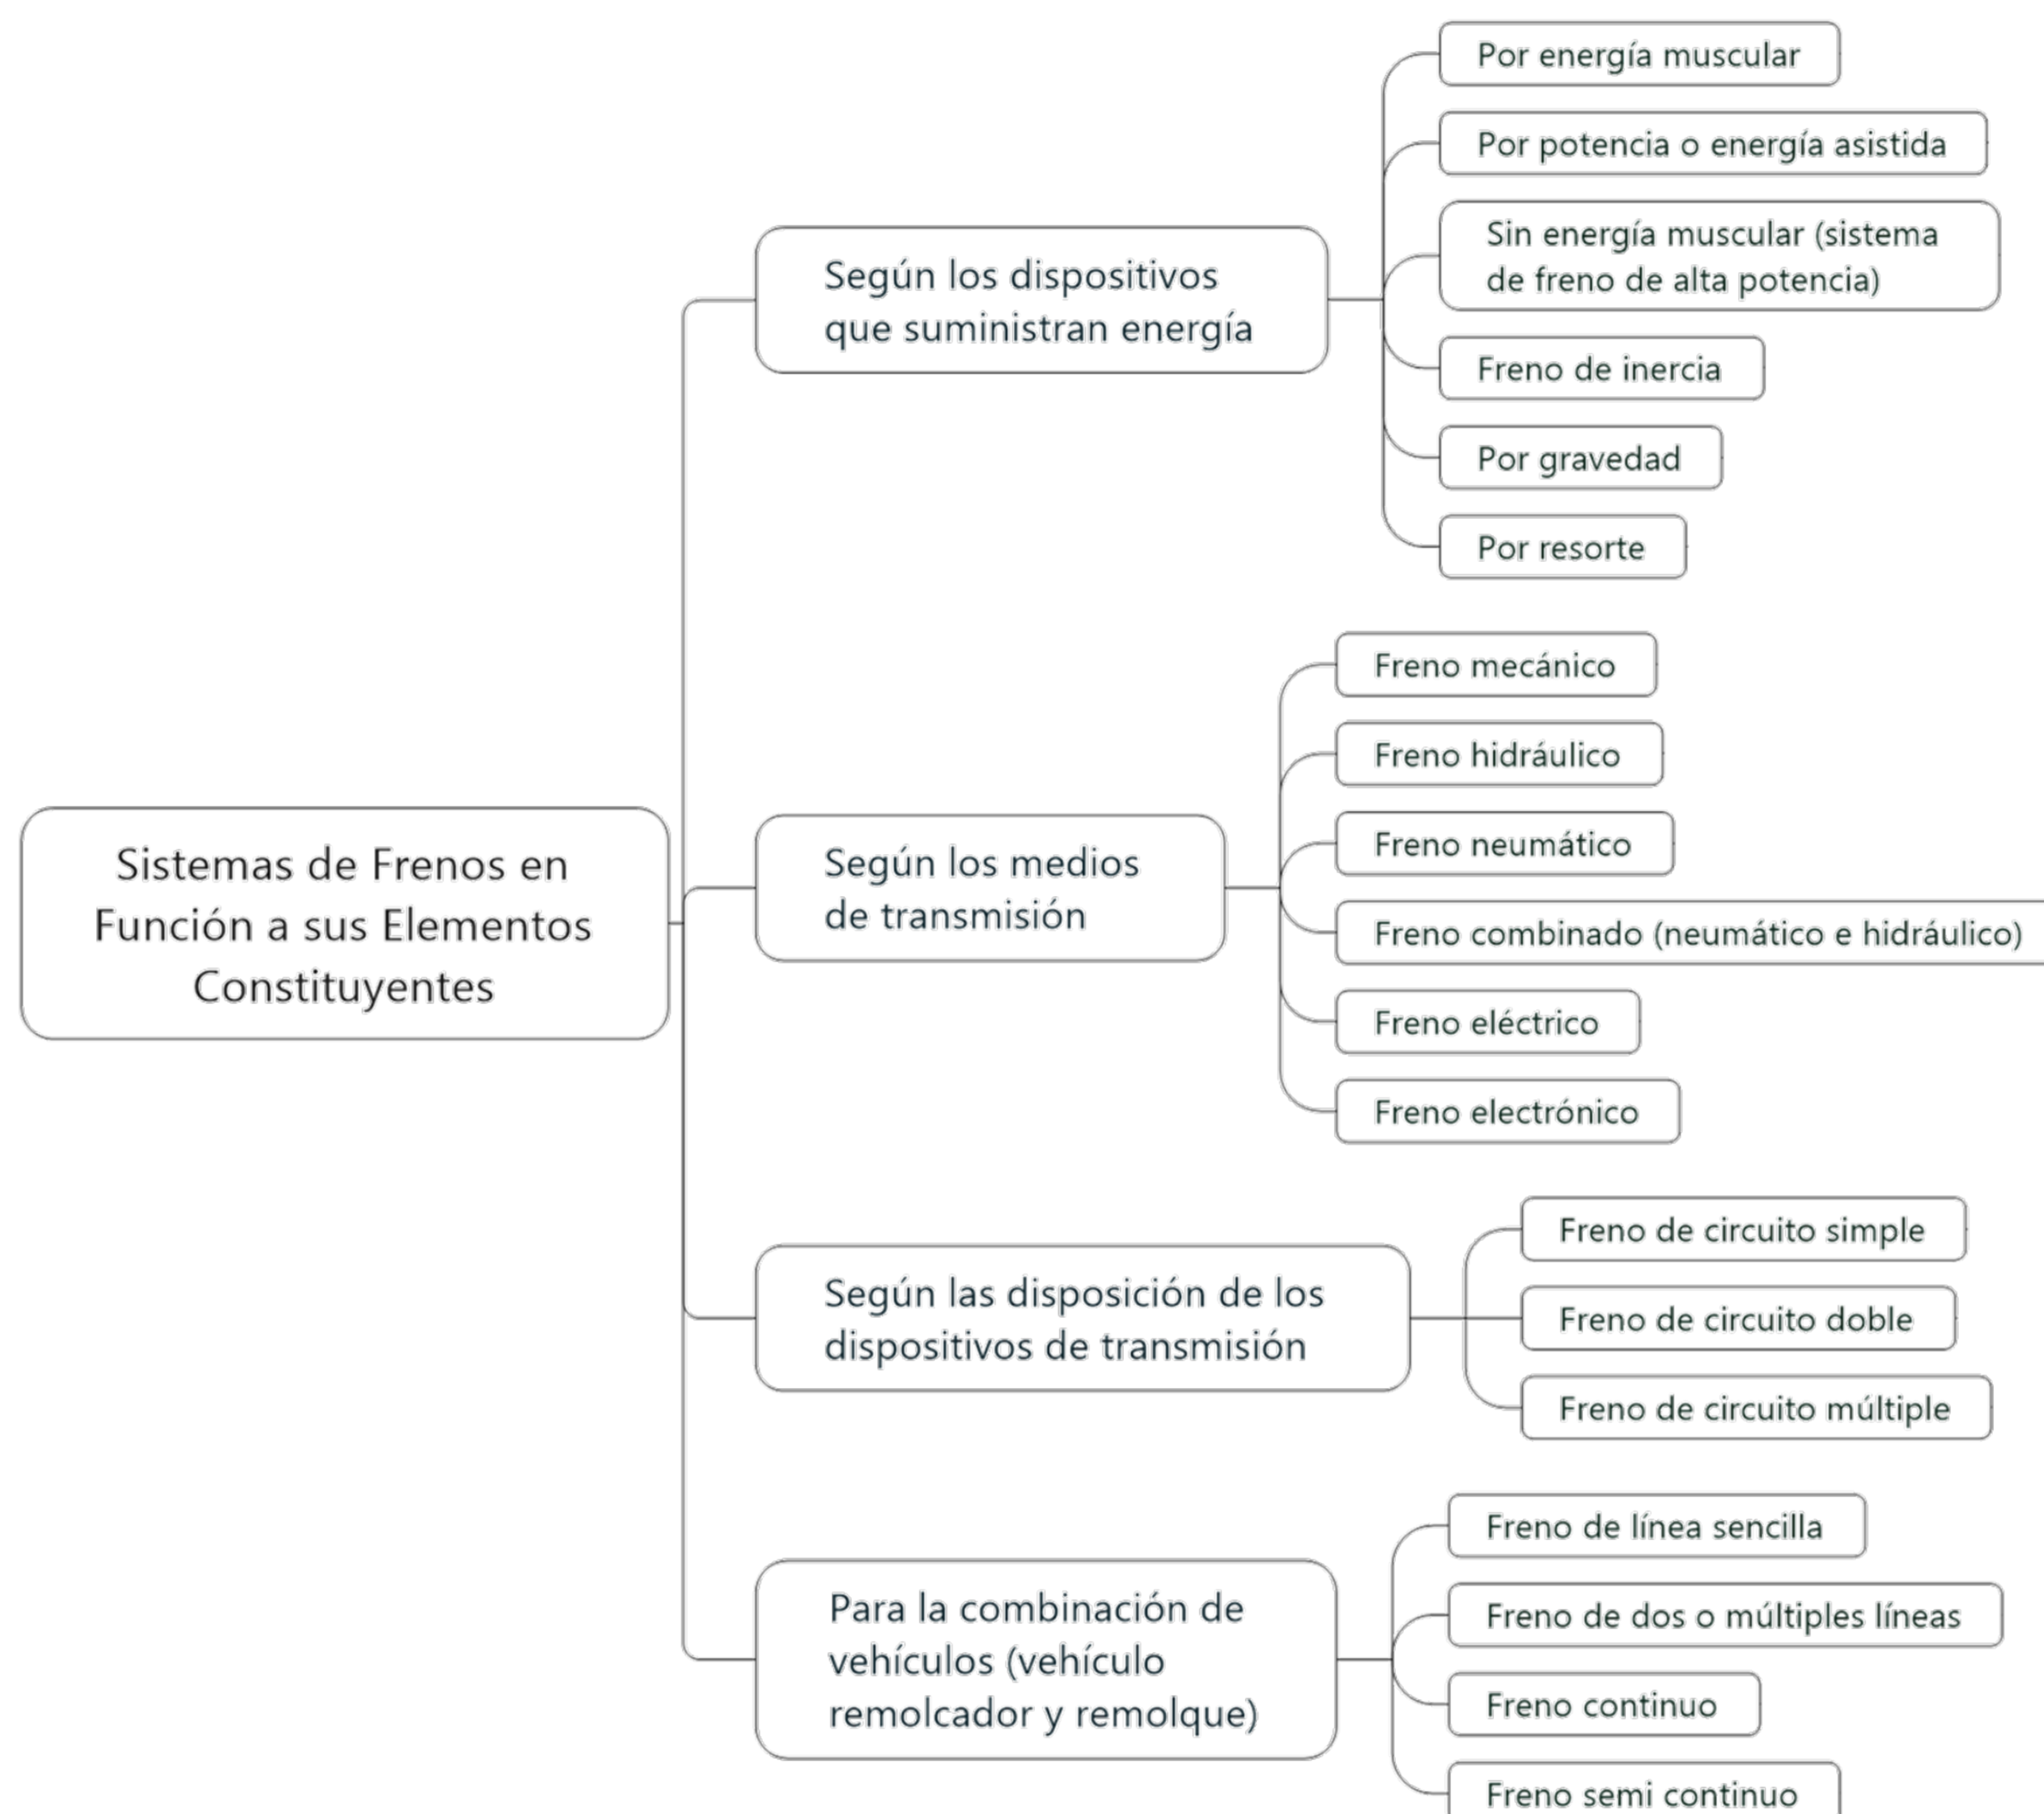 Sistemas de Frenos en
Función a sus Elementos
Constituyentes
Según los dispositivos
que suministran energía
Por energía muscular
Por potencia o energía asistida
Sin energía muscular (sistema
de freno de alta potencia)
Freno de inercia
Por gravedad
Por resorte
Según los medios
de transmisión
Freno mecánico
Freno hidráulico
Freno neumático
Freno combinado (neumático e hidráulico)
Freno eléctrico
Freno electrónico
Según las disposición de los
dispositivos de transmisión
Freno de circuito simple
Freno de circuito doble
Freno de circuito múltiple
Para la combinación de
vehículos (vehículo
remolcador y remolque)
Freno de línea sencilla
Freno de dos o múltiples líneas
Freno continuo
Freno semi continuo